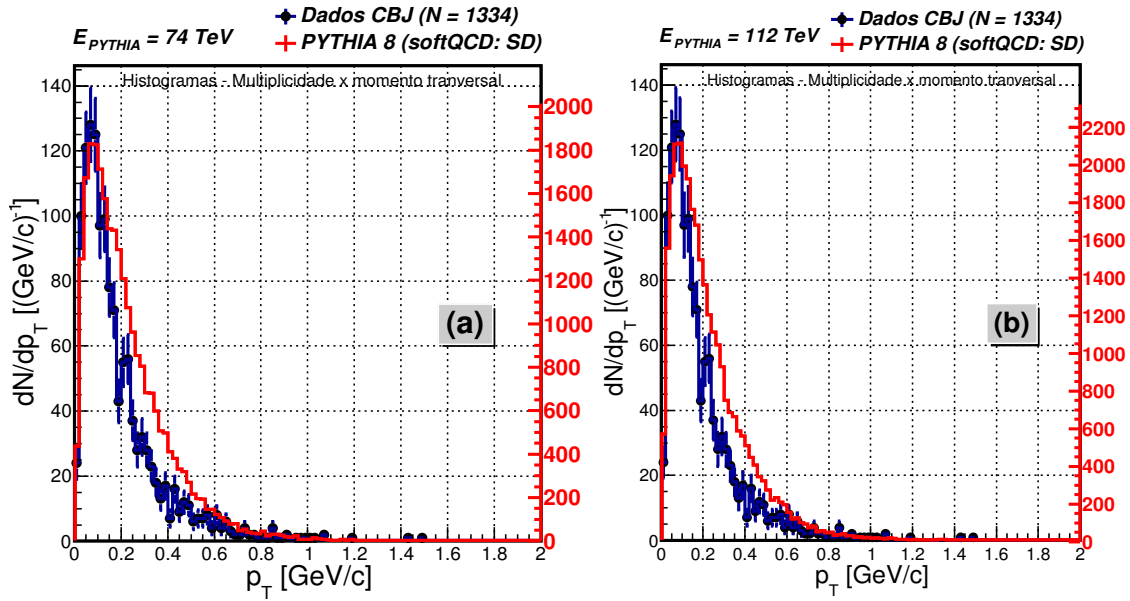 E_PYTHIA = 74 TeV
Dados CBJ (N = 1334)
PYTHIA 8 (softQCD: SD)
Histogramas - Multiplicidade x momento tranversal
dN/dp_T [(GeV/c)^-1]
140
120
100
80
60
40
20
0
2000
1800
1600
1400
1200
1000
800
600
400
200
0
(a)
0 0.2 0.4 0.6 0.8 1 1.2 1.4 1.6 1.8 2
p_T [GeV/c]
E_PYTHIA = 112 TeV
Dados CBJ (N = 1334)
PYTHIA 8 (softQCD: SD)
Histogramas - Multiplicidade x momento tranversal
dN/dp_T [(GeV/c)^-1]
140
120
100
80
60
40
20
0
2200
2000
1800
1600
1400
1200
1000
800
600
400
200
0
(b)
0 0.2 0.4 0.6 0.8 1 1.2 1.4 1.6 1.8 2
p_T [GeV/c]